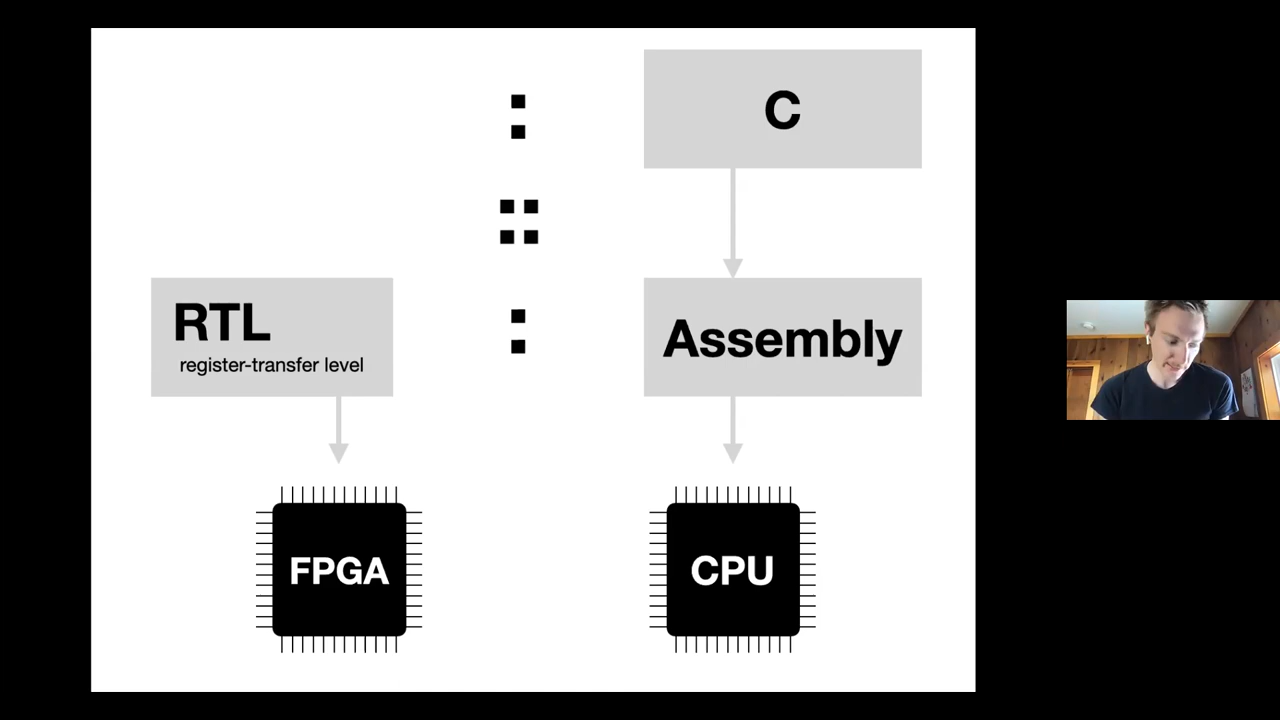 C
RTL
register-transfer level
Assembly
FPGA
CPU